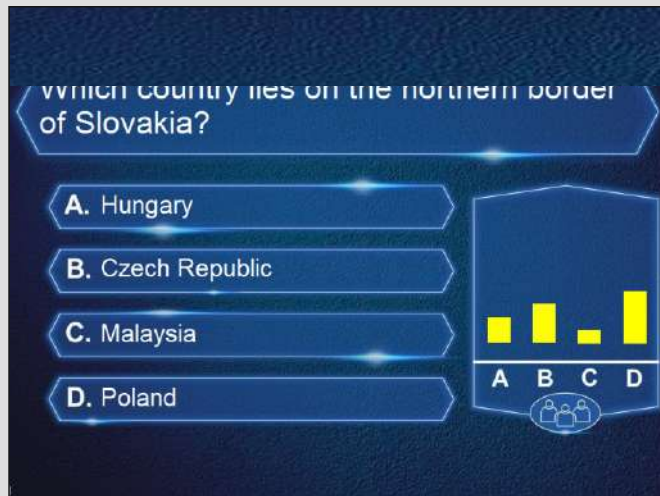 Which country lies on the northern border
of Slovakia?
A. Hungary
B. Czech Republic
C. Malaysia
D. Poland
A B C D